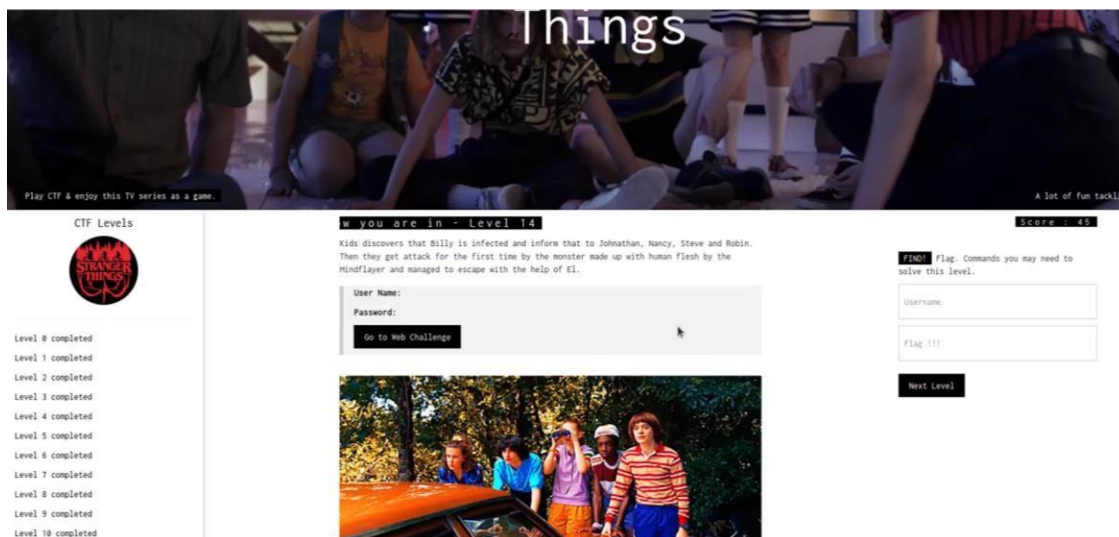 Things
Play CTF & enjoy this TV series as a game.
A lot of fun tackli
CTF Levels
STRANGER
THINGS
Level 0 completed
Level 1 completed
Level 2 completed
Level 3 completed
Level 4 completed
Level 5 completed
Level 6 completed
Level 7 completed
Level 8 completed
Level 9 completed
Level 10 completed
w you are in - Level 14
Kids discovers that Billy is infected and inform that to Johnathan, Nancy, Steve and Robin.
Then they get attack for the first time by the monster made up with human flesh by the
Mindflayer and managed to escape with the help of El.
User Name:
Password:
Go to Web Challenge
Score : 45
FIND! Flag. Commands you may need to
solve this level.
Username
Flag !!!
Next Level